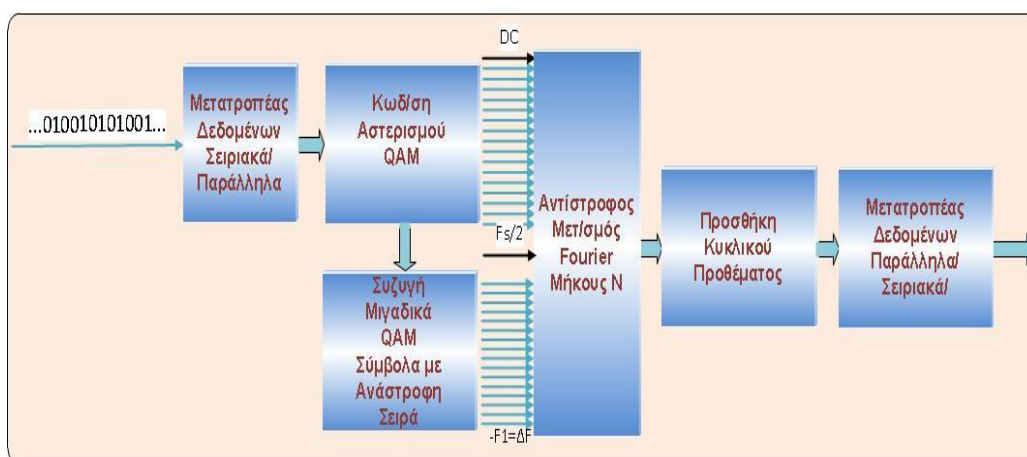 ...010010101001...
Μετατροπέας
Δεδομένων
Σειριακά/
Παράλληλα
Κωδ/ση
Αστερισμού
QAM
Συζυγή
Μιγαδικά
QAM
Σύμβολα με
Ανάστροφη
Σειρά
DC
Fs/2
-F1=ΔF
Αντίστροφος
Μετ/σμός
Fourier
Μήκους N
Προσθήκη
Κυκλικού
Προθέματος
Μετατροπέας
Δεδομένων
Παράλληλα/
Σειριακά/